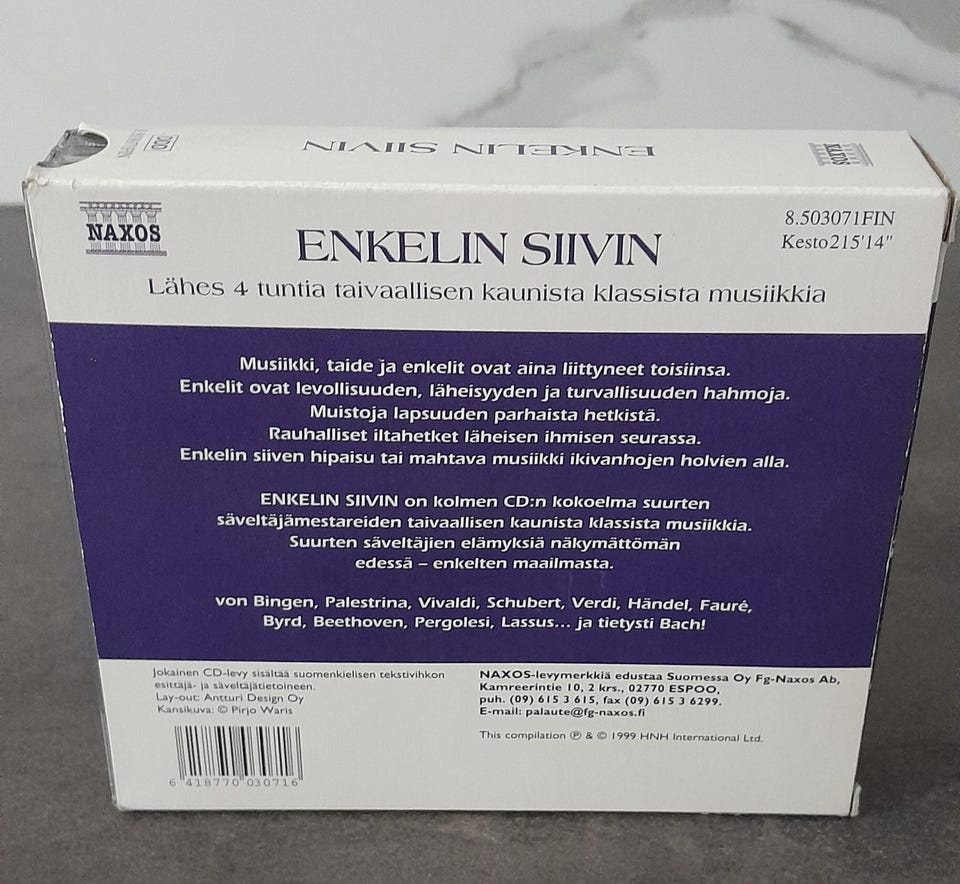 ENKELIN SIIVIN
NAXOS
DDD
NAXOS
8.503071FIN
Kesto215'14"
ENKELIN SIIVIN
Lähes 4 tuntia taivaallisen kaunista klassista musiikkia
Musiikki, taide ja enkelit ovat aina liittyneet toisiinsa.
Enkelit ovat levollisuuden, läheisyyden ja turvallisuuden hahmoja.
Muistoja lapsuuden parhaista hetkistä.
Rauhalliset iltahetket läheisen ihmisen seurassa.
Enkelin siiven hipaisu tai mahtava musiikki ikivanhojen holvien alla.
ENKELIN SIIVIN on kolmen CD:n kokoelma suurten
säveltäjämestareiden taivaallisen kaunista klassista musiikkia.
Suurten säveltäjien elämyksiä näkymättömän
edessä – enkelten maailmasta.
von Bingen, Palestrina, Vivaldi, Schubert, Verdi, Händel, Fauré,
Byrd, Beethoven, Pergolesi, Lassus... ja tietysti Bach!
Jokainen CD-levy sisältää suomenkielisen tekstivihkon
esittäjä- ja säveltäjätietoineen.
Lay-out: Antturi Design Oy
Kansikuva: © Pirjo Waris
6 418770 030716
NAXOS-levymerkkiä edustaa Suomessa Oy Fg-Naxos Ab,
Kamreerintie 10, 2 krs., 02770 ESPOO,
puh. (09) 615 3 615, fax (09) 615 3 6299.
E-mail: palaute@fg-naxos.fi
This compilation ℗ & © 1999 HNH International Ltd.